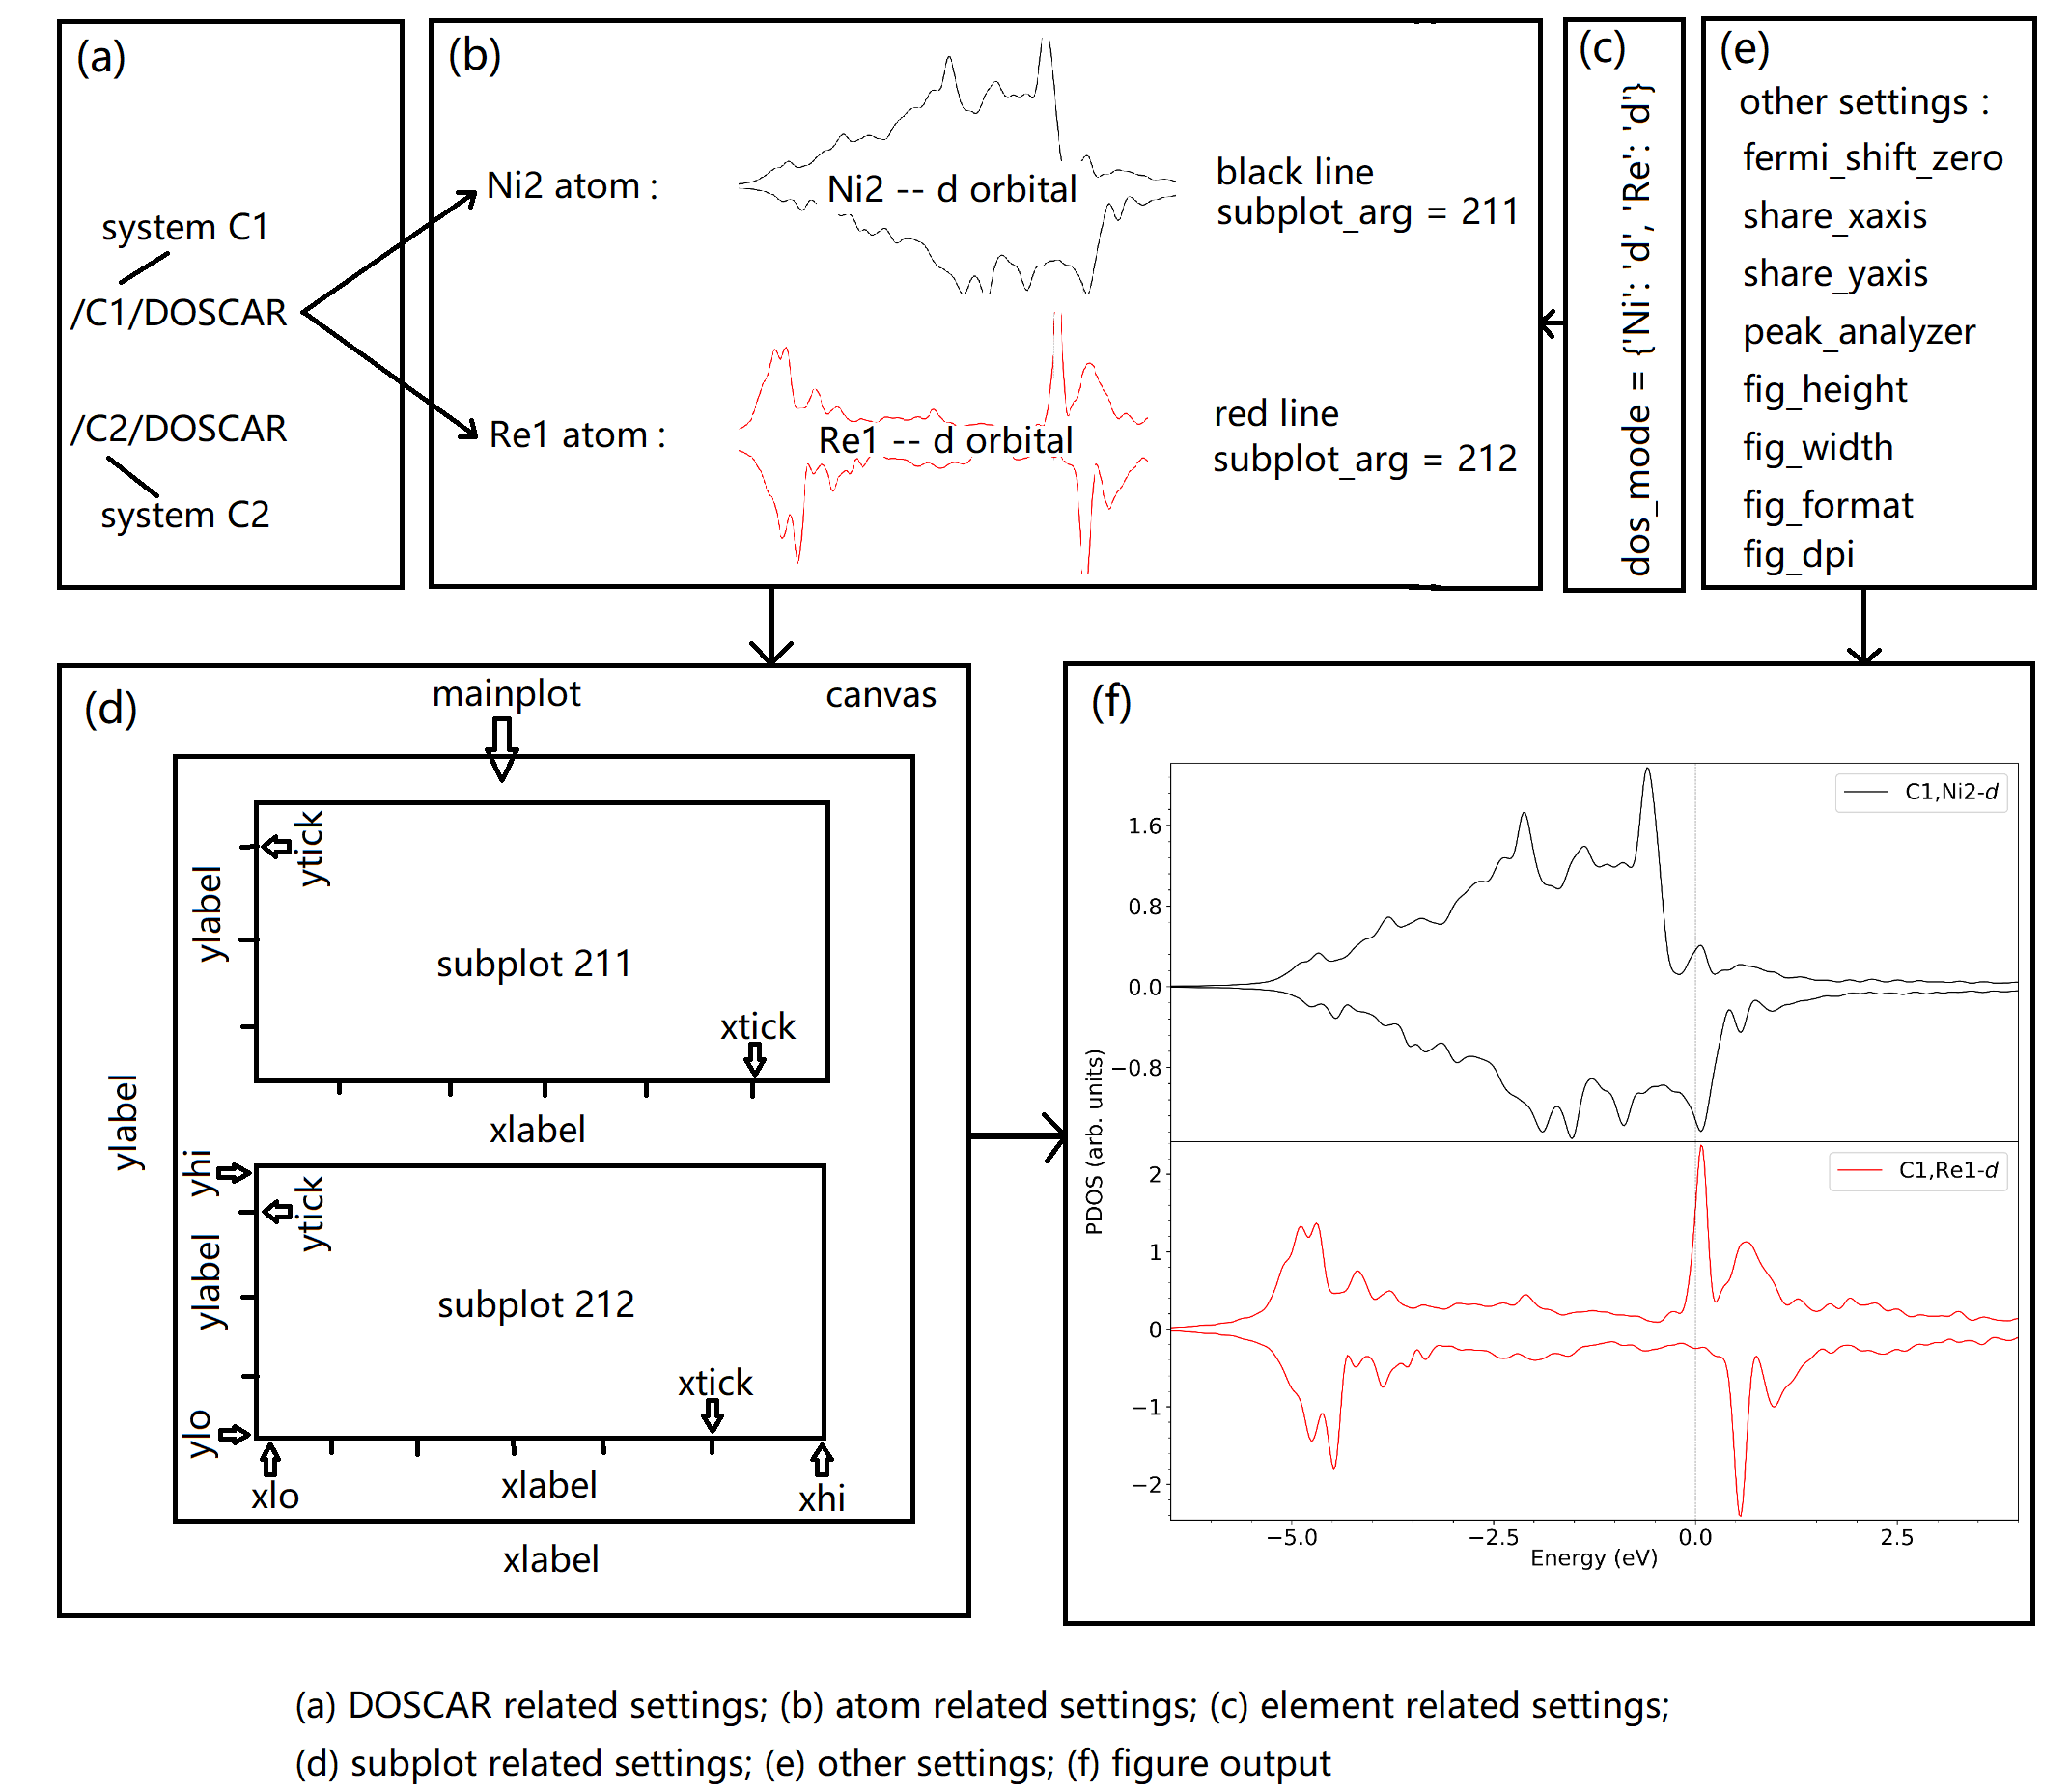 (a)
system C1
/C1/DOSCAR
/C2/DOSCAR
system C2
(b)
Ni2 atom :
Ni2 -- d orbital
black line
subplot_arg = 211
Re1 atom :
Re1 -- d orbital
red line
subplot_arg = 212
(c)
dos_mode = {'Ni': 'd', 'Re': 'd'}
(e)
other settings :
fermi_shift_zero
share_xaxis
share_yaxis
peak_analyzer
fig_height
fig_width
fig_format
fig_dpi
(d)
mainplot
canvas
ylabel
ylabel
ytick
subplot 211
xtick
xlabel
yhi
ytick
ylabel
subplot 212
xtick
ylo
xlo
xlabel
xhi
xlabel
(f)
C1,Ni2-d
1.6
0.8
0.0
−0.8
PDOS (arb. units)
C1,Re1-d
2
1
0
−1
−2
−5.0
−2.5
0.0
2.5
Energy (eV)
(a) DOSCAR related settings; (b) atom related settings; (c) element related settings;
(d) subplot related settings; (e) other settings; (f) figure output